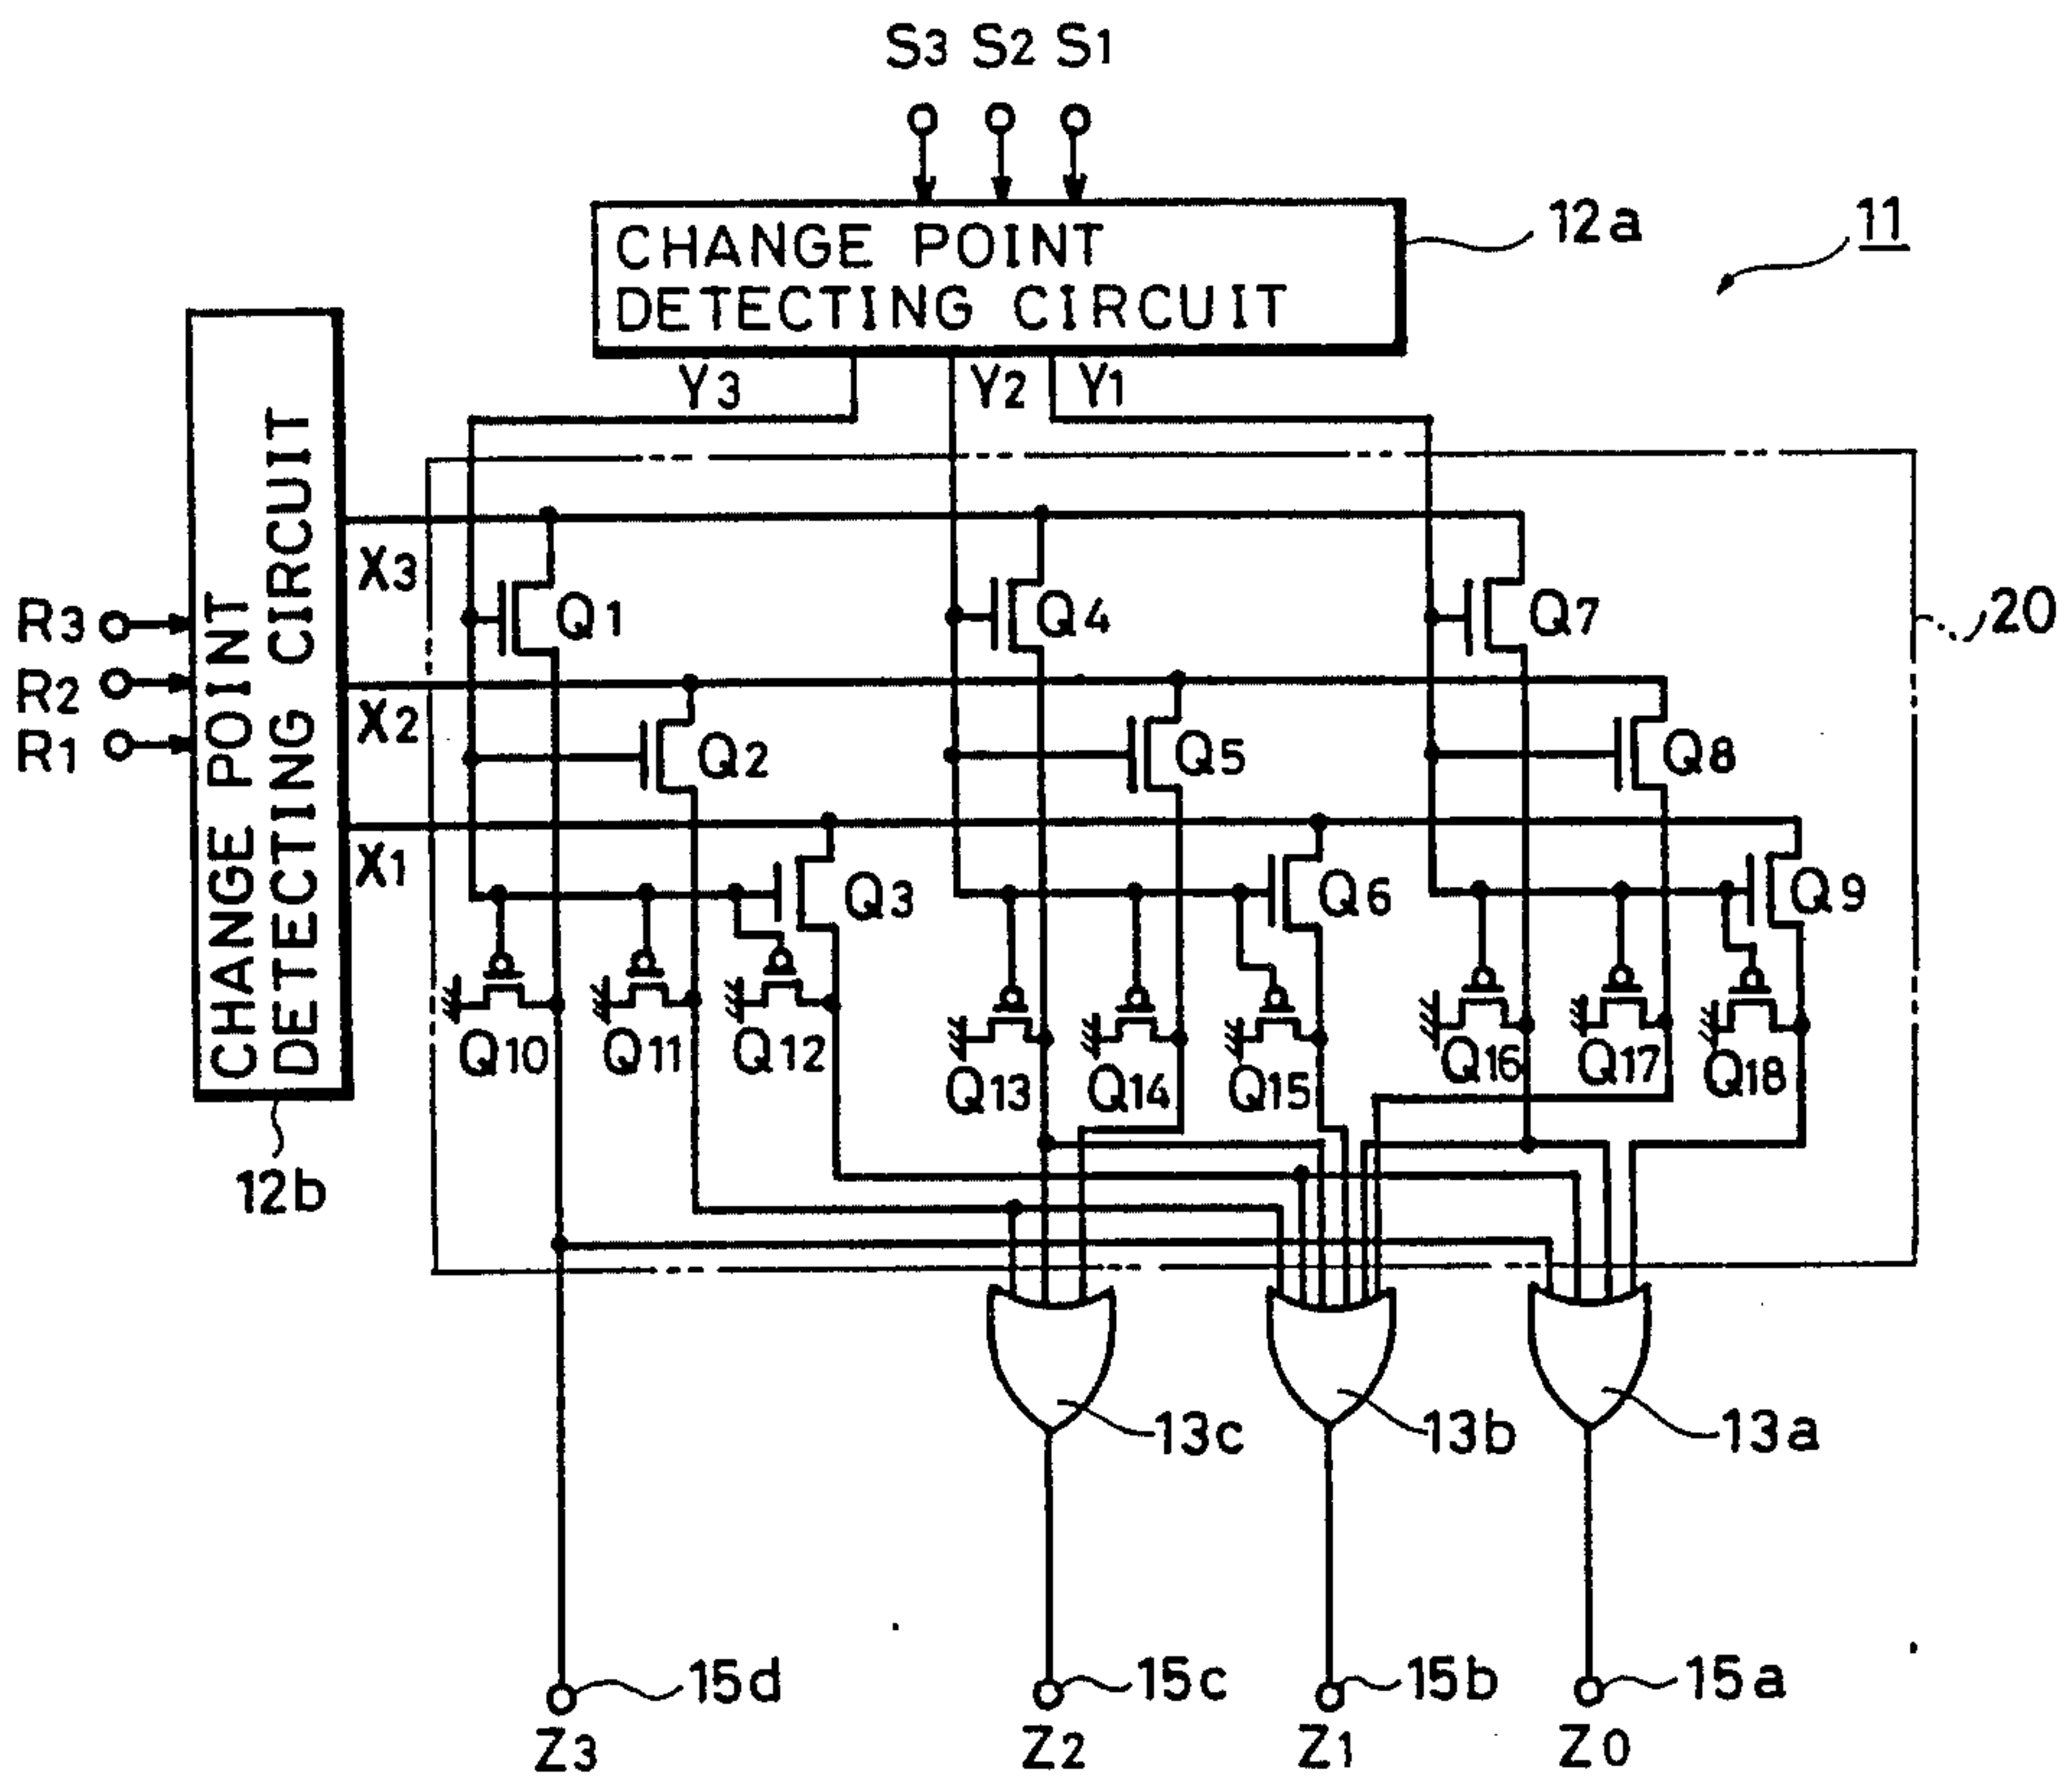 S3 S2 S1
CHANGE POINT
DETECTING CIRCUIT
12a
11
Y3 Y2 Y1
CHANGE POINT
DETECTING CIRCUIT
X3
R3
R2
R1
X2
X1
Q1 Q4 Q7
20
Q2 Q5 Q8
Q3 Q6 Q9
Q10 Q11 Q12
Q13 Q14 Q15
Q16 Q17 Q18
12b
13c 13b 13a
15d 15c 15b 15a
Z3 Z2 Z1 Z0